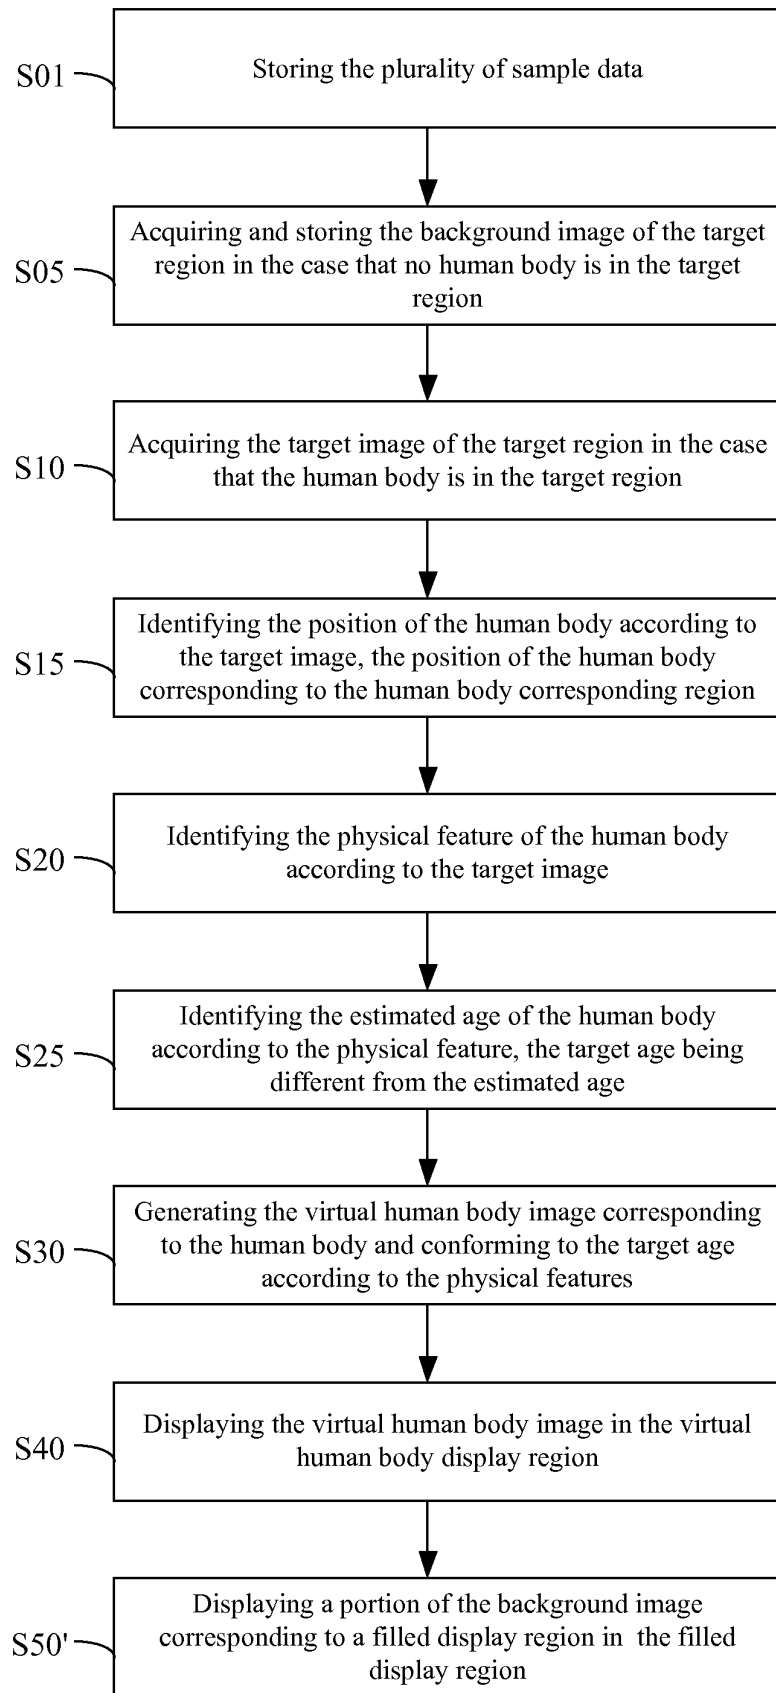 S01
Storing the plurality of sample data
S05
Acquiring and storing the background image of the target
region in the case that no human body is in the target
region
S10
Acquiring the target image of the target region in the case
that the human body is in the target region
S15
Identifying the position of the human body according to
the target image, the position of the human body
corresponding to the human body corresponding region
S20
Identifying the physical feature of the human body
according to the target image
S25
Identifying the estimated age of the human body
according to the physical feature, the target age being
different from the estimated age
S30
Generating the virtual human body image corresponding
to the human body and conforming to the target age
according to the physical features
S40
Displaying the virtual human body image in the virtual
human body display region
S50'
Displaying a portion of the background image
corresponding to a filled display region in the filled
display region